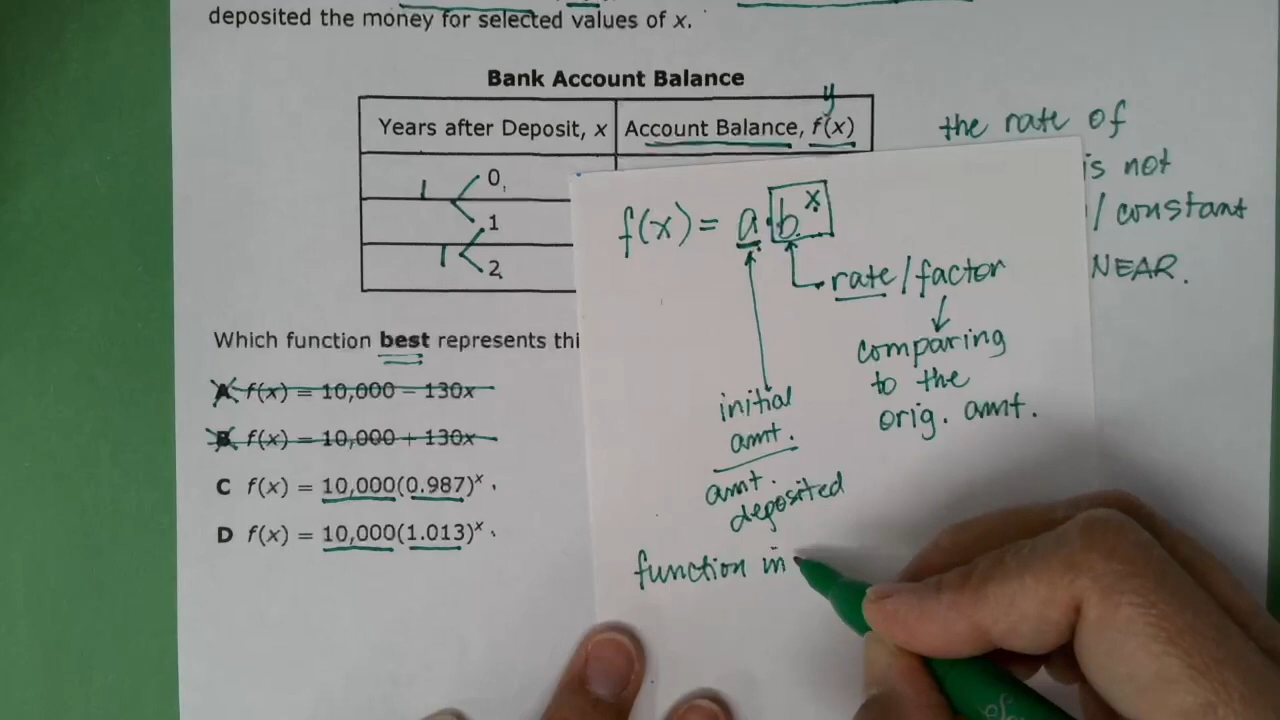 deposited the money for selected values of x.
Bank Account Balance
y
Years after Deposit, x Account Balance, f(x)
0
1
1
1
2
Which function best represents thi
A f(x) = 10,000 − 130x
B f(x) = 10,000 + 130x
C f(x) = 10,000(0.987)ˣ
D f(x) = 10,000(1.013)ˣ
the rate of
is not
/ constant
NEAR.
f(x) = a·bˣ
rate/factor
comparing
to the
orig. amt.
initial
amt.
amt.
deposited
function in